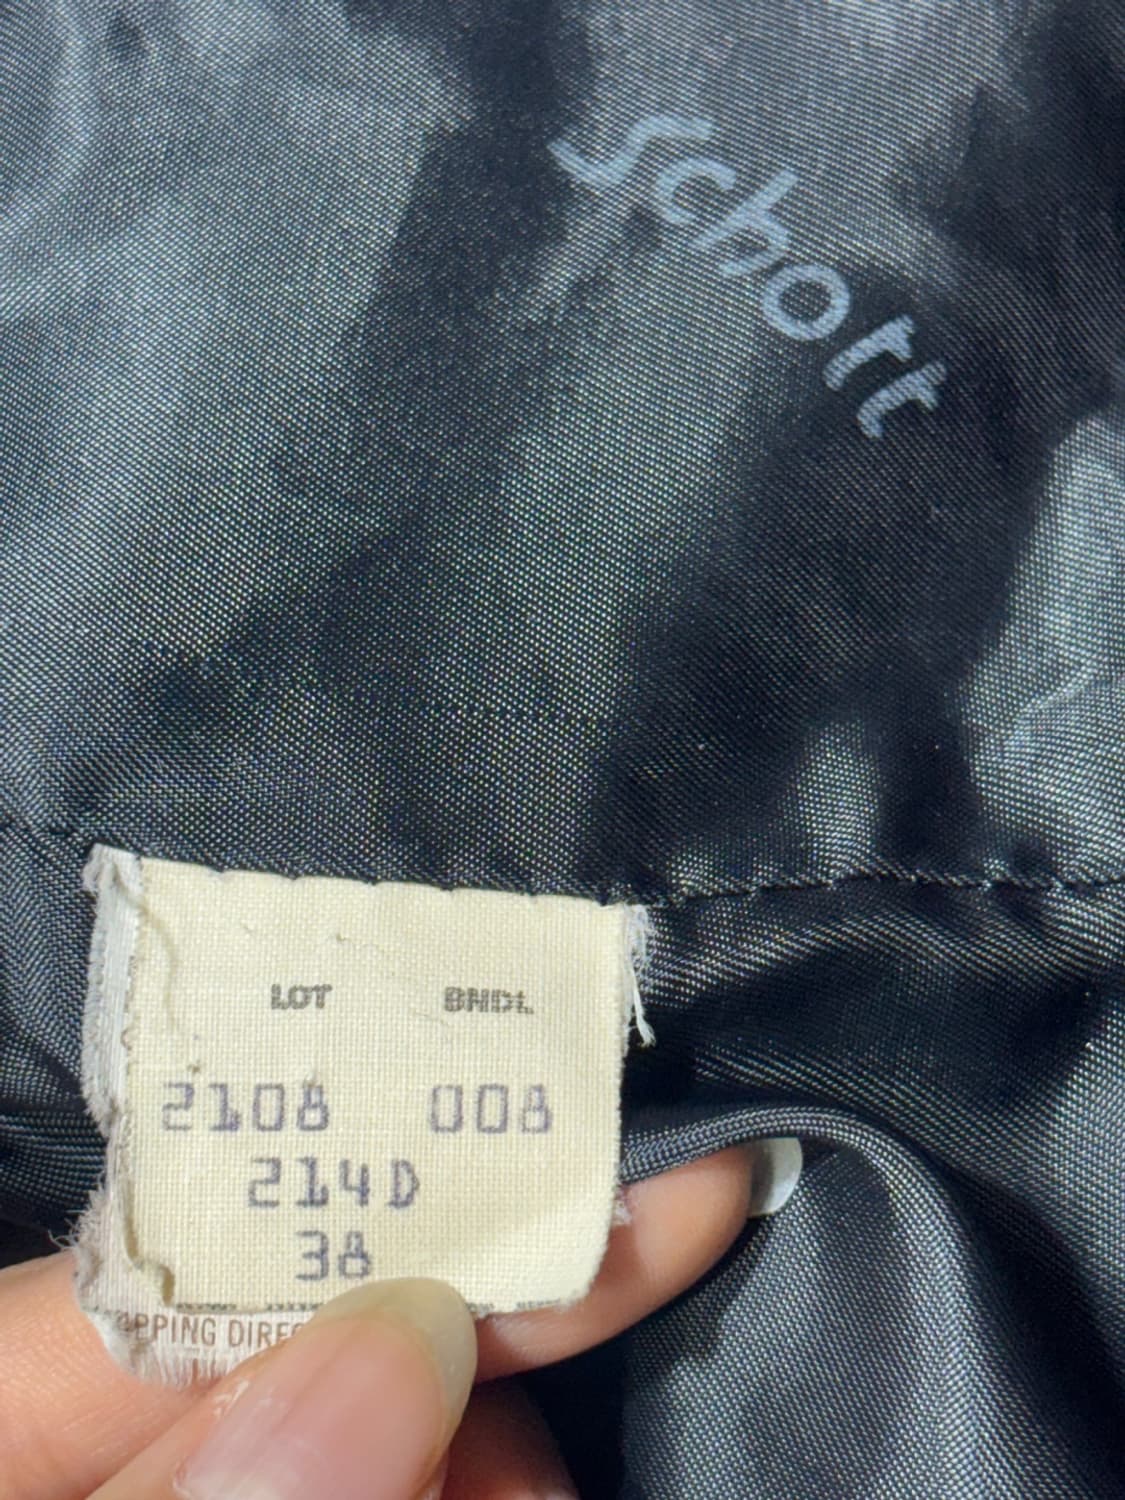 Schott
LOT BNDL
2108 008
214D
38